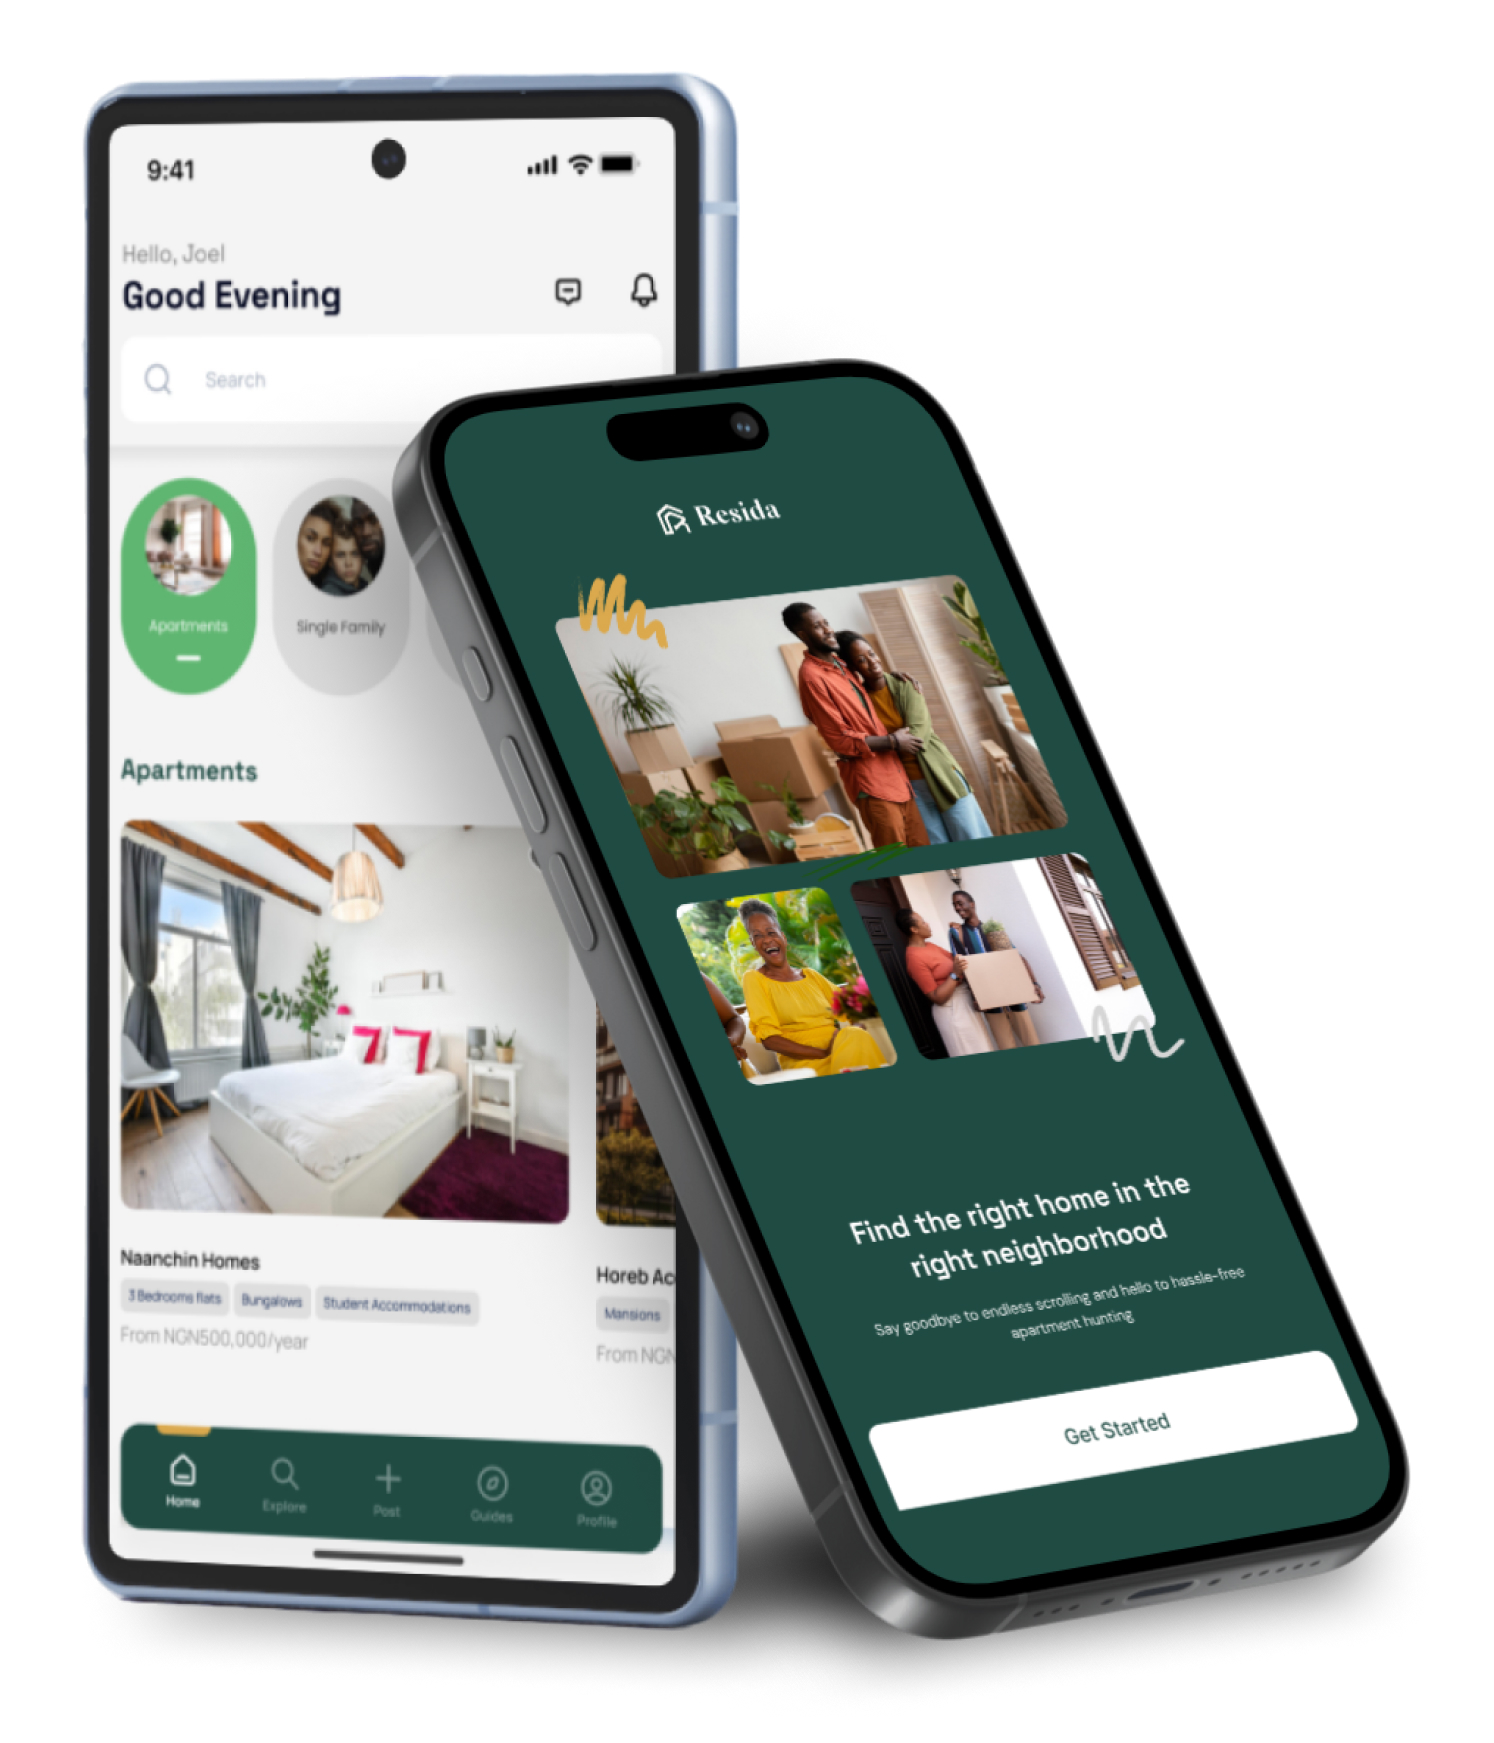 9:41
Hello, Joel
Good Evening
Search
Apartments
Single Family
Apartments
Naanchin Homes
3 Bedrooms flats
Bungalows
Student Accommodations
From NGN500,000/year
Horeb Ac
Mansions
From NGN
Home
Explore
Post
Guides
Profile
Resida
Find the right home in the
right neighborhood
Say goodbye to endless scrolling and hello to hassle-free
apartment hunting
Get Started